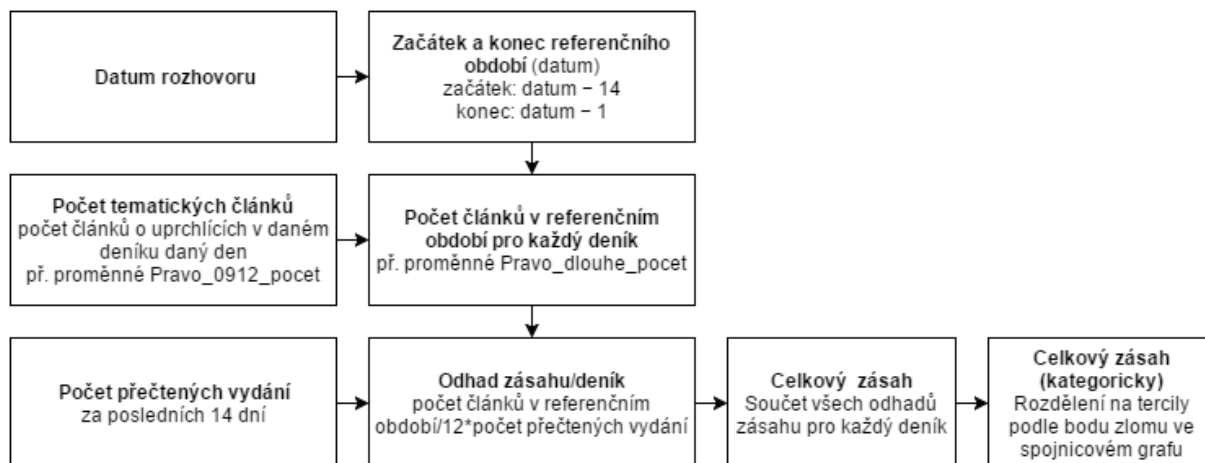 Datum rozhovoru
Začátek a konec referenčního
období (datum)
začátek: datum − 14
konec: datum − 1
Počet tematických článků
počet článků o uprchlících v daném
deníku daný den
př. proměnné Pravo_0912_pocet
Počet článků v referenčním
období pro každý deník
př. proměnné Pravo_dlouhe_pocet
Počet přečtených vydání
za posledních 14 dní
Odhad zásahu/deník
počet článků v referenčním
období/12*počet přečtených vydání
Celkový zásah
Součet všech odhadů
zásahu pro každý deník
Celkový zásah
(kategoricky)
Rozdělení na tercily
podle bodu zlomu ve
spojnicovém grafu